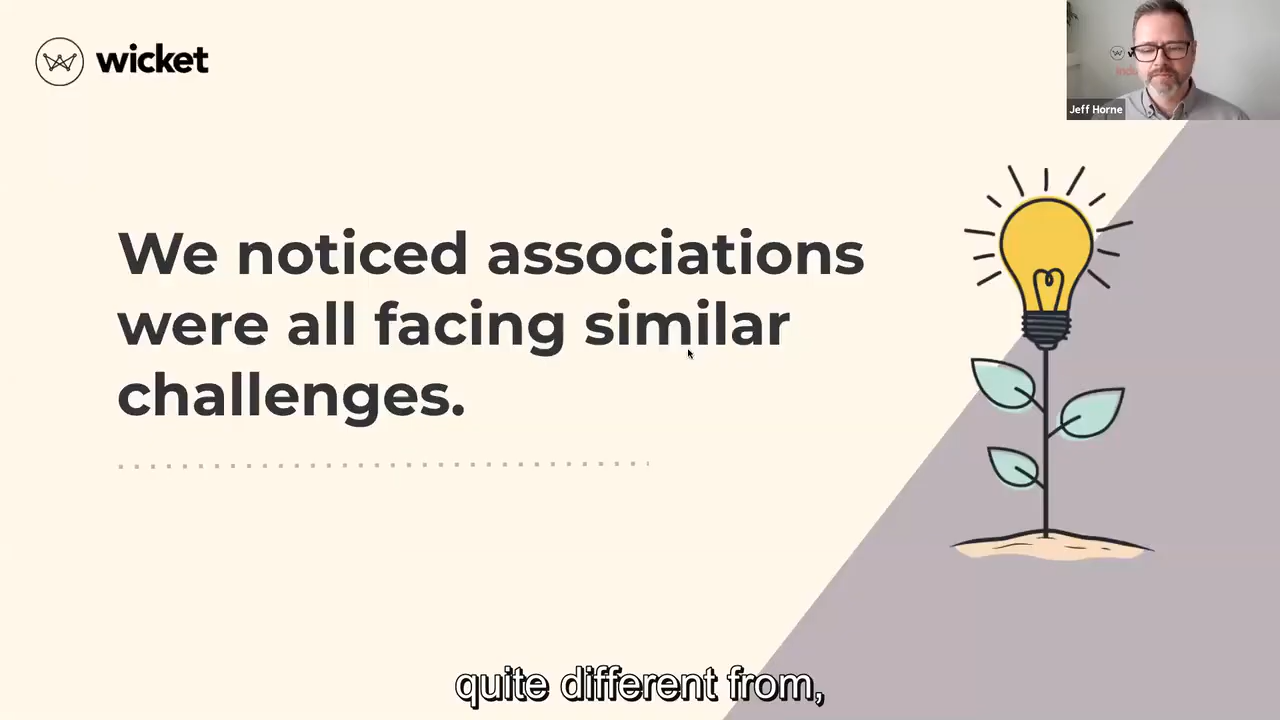 wicket
Jeff Horne
We noticed associations
were all facing similar
challenges.
quite different from,